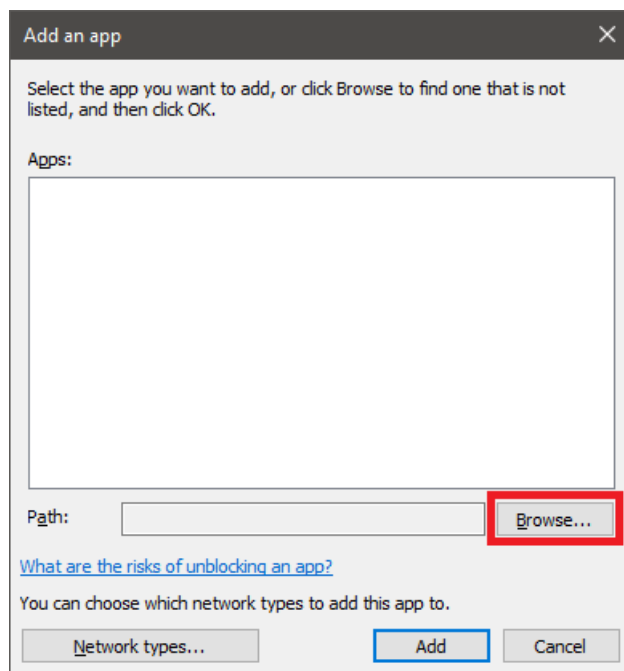 Add an app
Select the app you want to add, or click Browse to find one that is not
listed, and then click OK.
Apps:
Path:
Browse...
What are the risks of unblocking an app?
You can choose which network types to add this app to.
Network types...
Add
Cancel